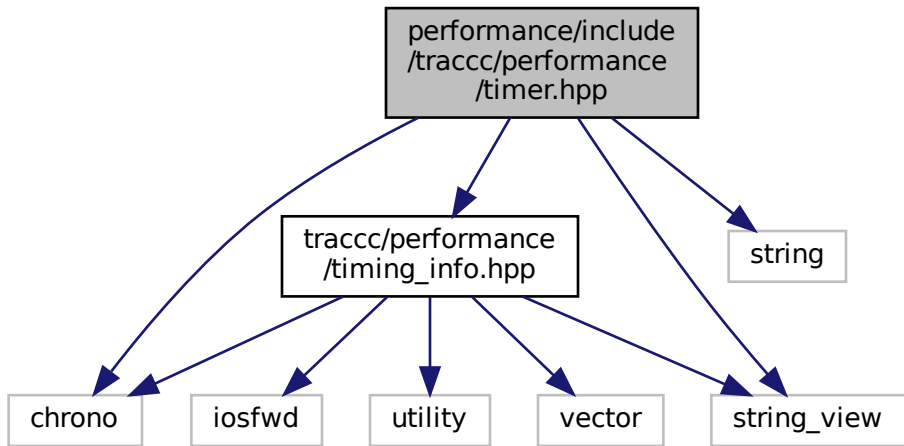 performance/include
/traccc/performance
/timer.hpp
traccc/performance
/timing_info.hpp
string
chrono
iosfwd
utility
vector
string_view